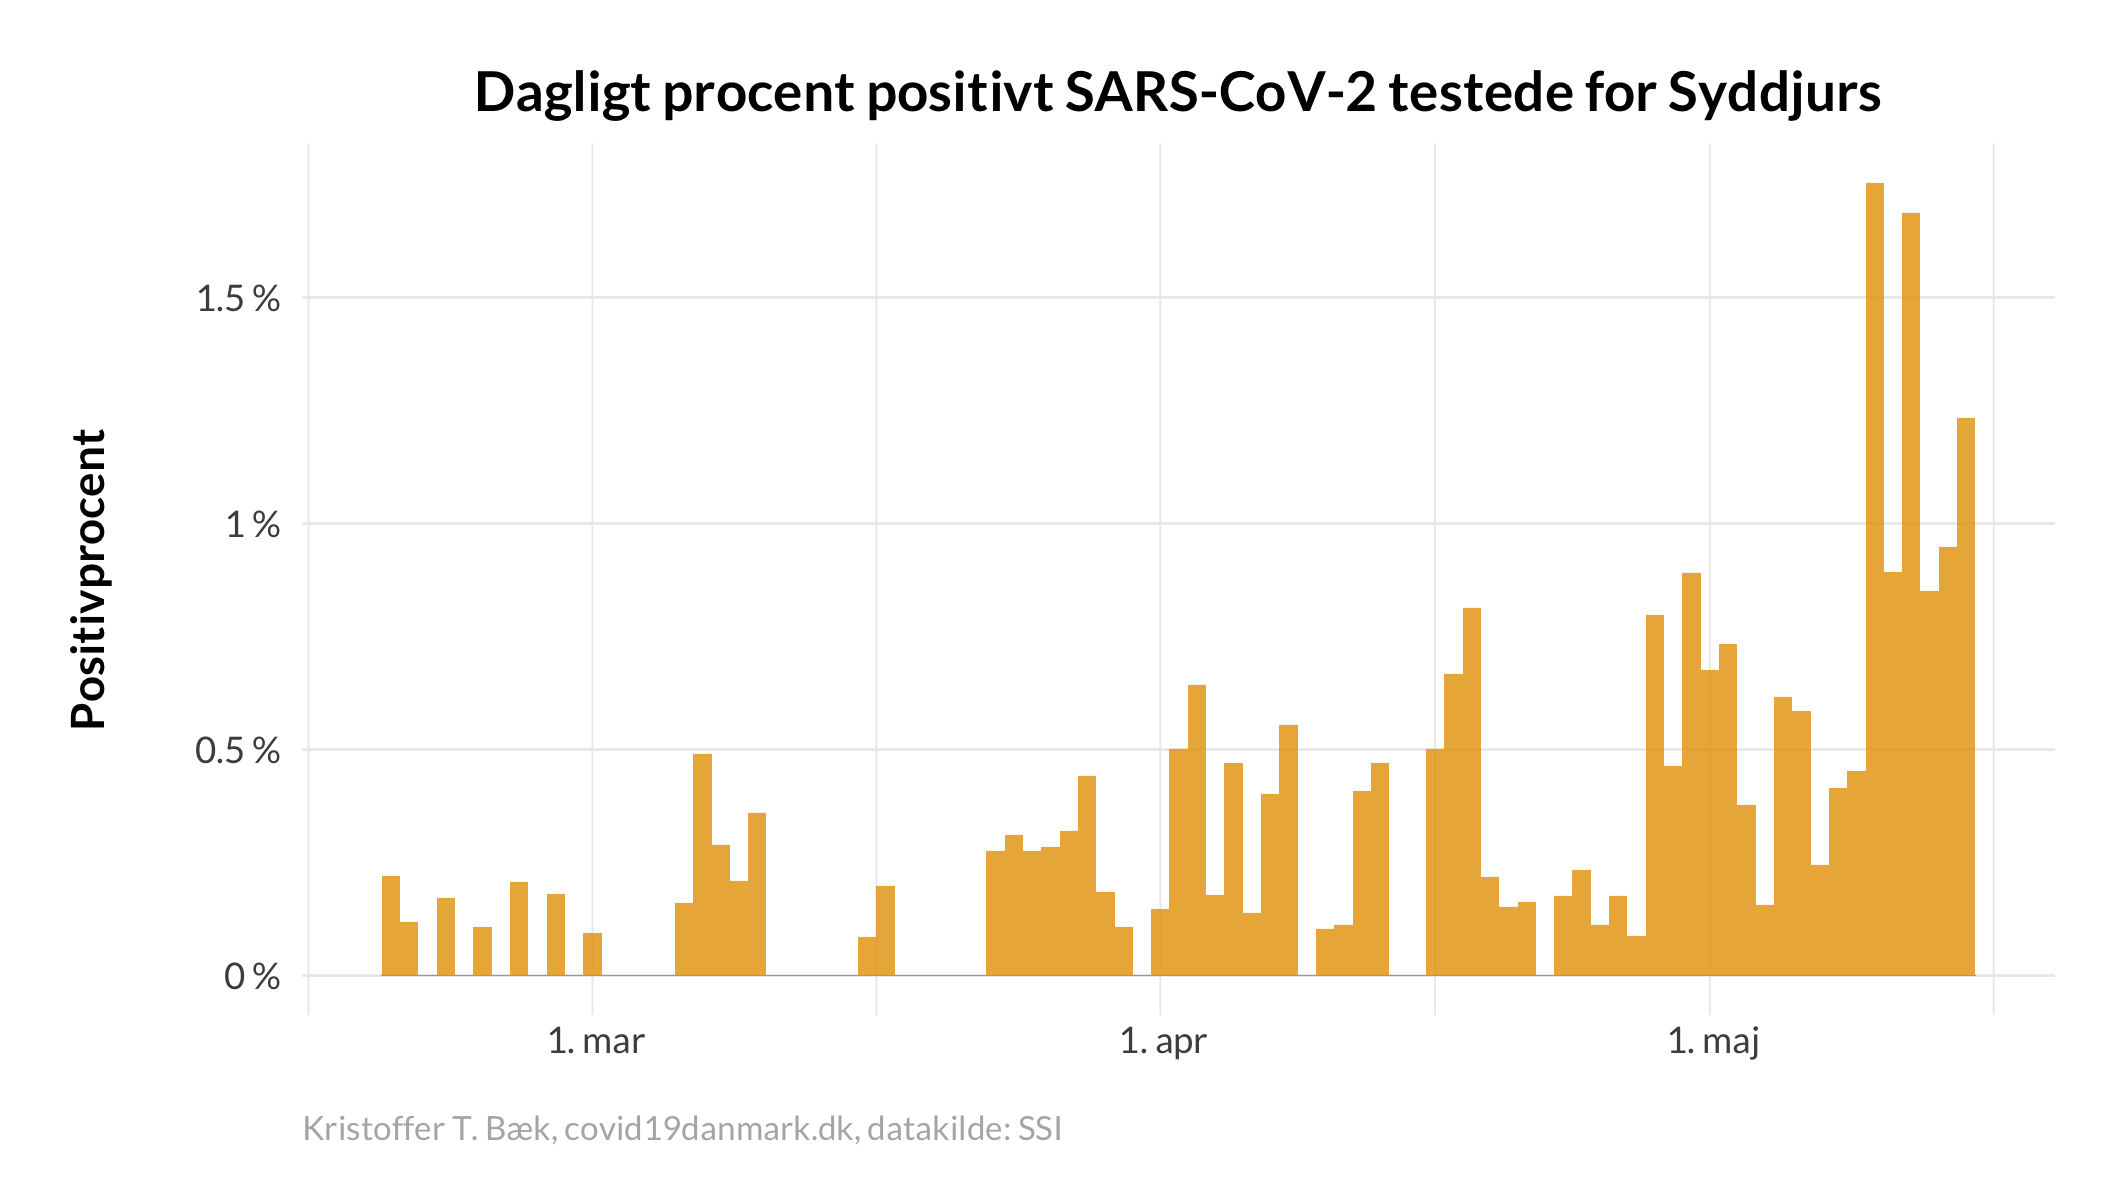 Dagligt procent positivt SARS-CoV-2 testede for Syddjurs
Positivprocent
1.5 %
1 %
0.5 %
0 %
1. mar
1. apr
1. maj
Kristoffer T. Bæk, covid19danmark.dk, datakilde: SSI